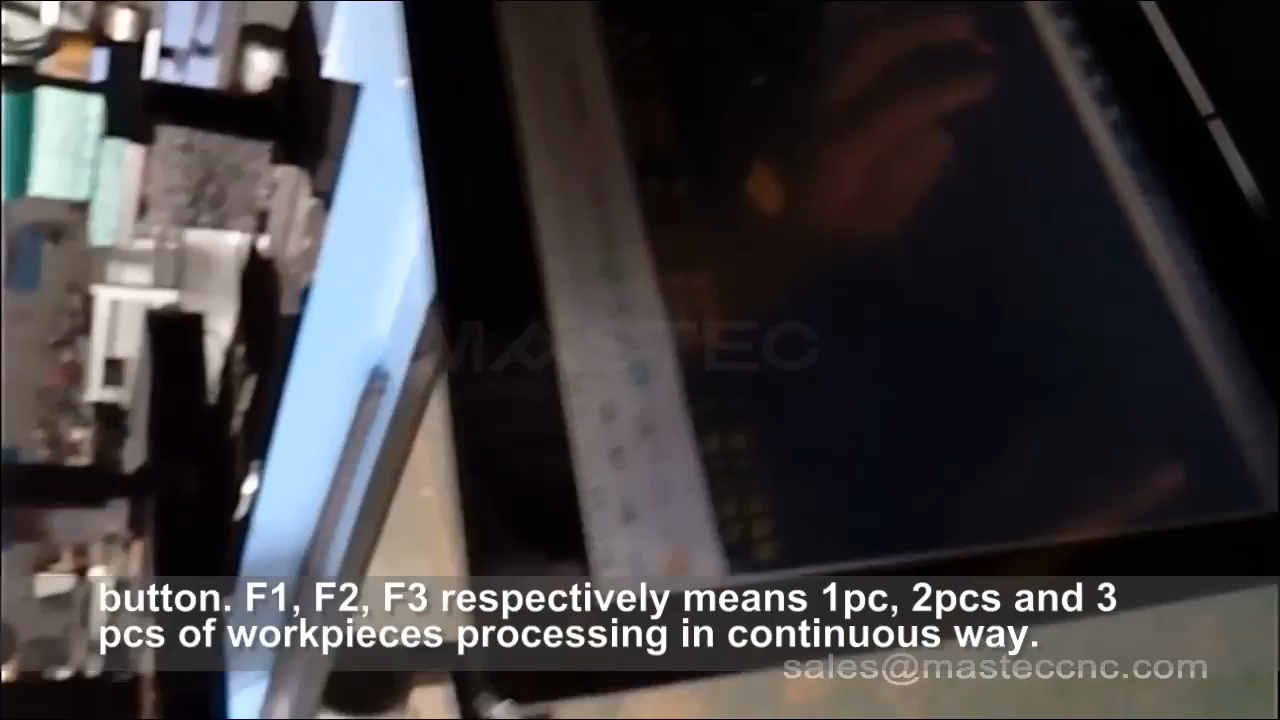 MASTEC
button. F1, F2, F3 respectively means 1pc, 2pcs and 3
pcs of workpieces processing in continuous way.
sales@masteccnc.com